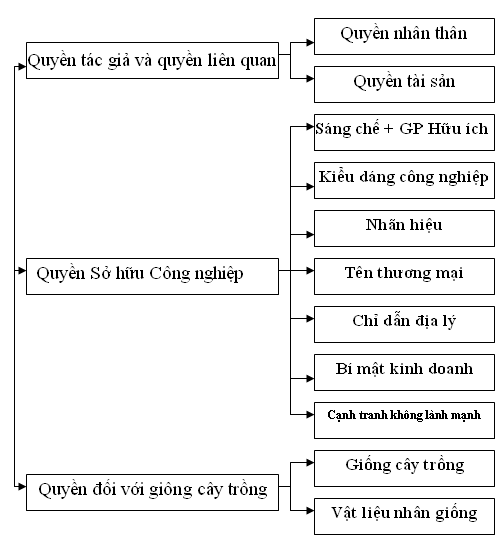 Quyền tác giả và quyền liên quan
Quyền nhân thân
Quyền tài sản
Quyền Sở hữu Công nghiệp
Sáng chế + GP Hữu ích
Kiểu dáng công nghiệp
Nhãn hiệu
Tên thương mại
Chỉ dẫn địa lý
Bí mật kinh doanh
Cạnh tranh không lành mạnh
Quyền đối với giông cây trồng
Giống cây trồng
Vật liệu nhân giống